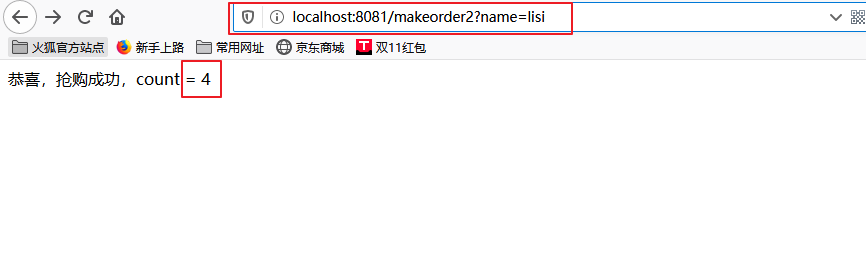 localhost:8081/makeorder2?name=lisi
火狐官方站点 新手上路 常用网址 京东商城 T 双11红包
恭喜，抢购成功，count = 4